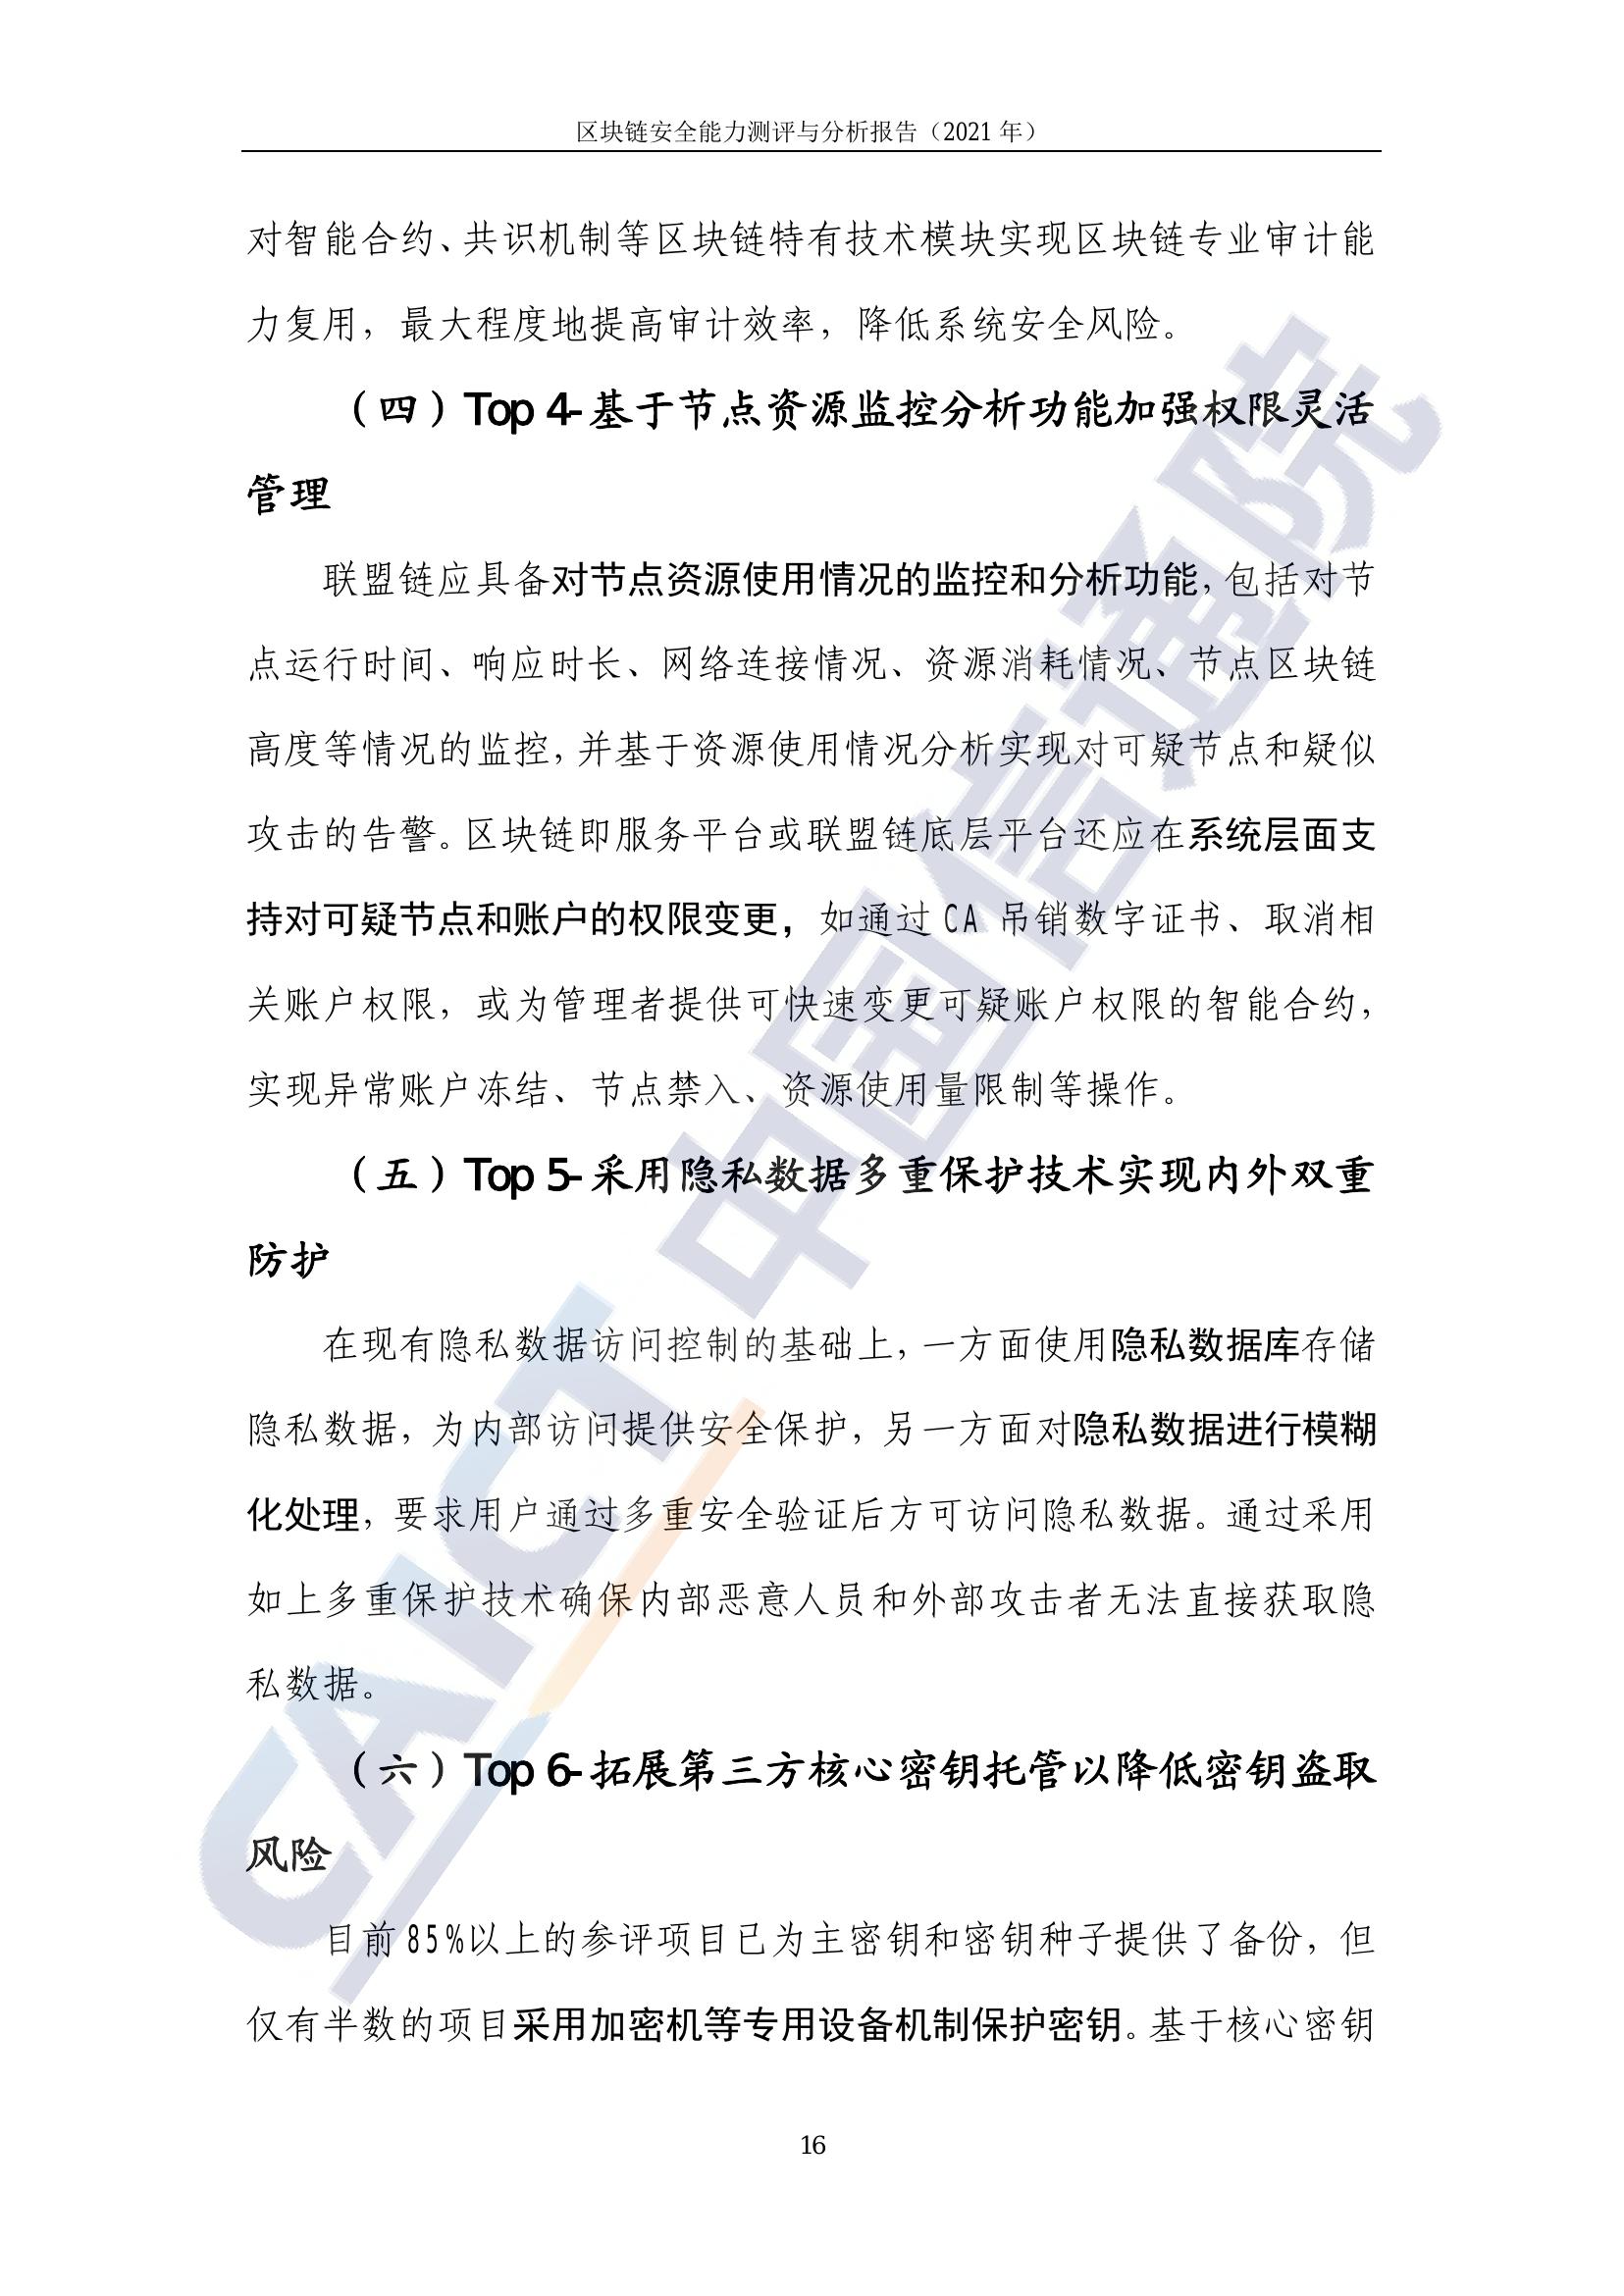 区块链安全能力测评与分析报告（2021 年）
对智能合约、共识机制等区块链特有技术模块实现区块链专业审计能
力复用，最大程度地提高审计效率，降低系统安全风险。
（四）Top 4-基于节点资源监控分析功能加强权限灵活
管理
联盟链应具备对节点资源使用情况的监控和分析功能，包括对节
点运行时间、响应时长、网络连接情况、资源消耗情况、节点区块链
高度等情况的监控，并基于资源使用情况分析实现对可疑节点和疑似
攻击的告警。区块链即服务平台或联盟链底层平台还应在系统层面支
持对可疑节点和账户的权限变更，如通过 CA 吊销数字证书、取消相
关账户权限，或为管理者提供可快速变更可疑账户权限的智能合约，
实现异常账户冻结、节点禁入、资源使用量限制等操作。
（五）Top 5-采用隐私数据多重保护技术实现内外双重
防护
在现有隐私数据访问控制的基础上，一方面使用隐私数据库存储
隐私数据，为内部访问提供安全保护，另一方面对隐私数据进行模糊
化处理，要求用户通过多重安全验证后方可访问隐私数据。通过采用
如上多重保护技术确保内部恶意人员和外部攻击者无法直接获取隐
私数据。
（六）Top 6-拓展第三方核心密钥托管以降低密钥盗取
风险
目前 85%以上的参评项目已为主密钥和密钥种子提供了备份，但
仅有半数的项目采用加密机等专用设备机制保护密钥。基于核心密钥
16
CAICT 中国信通院